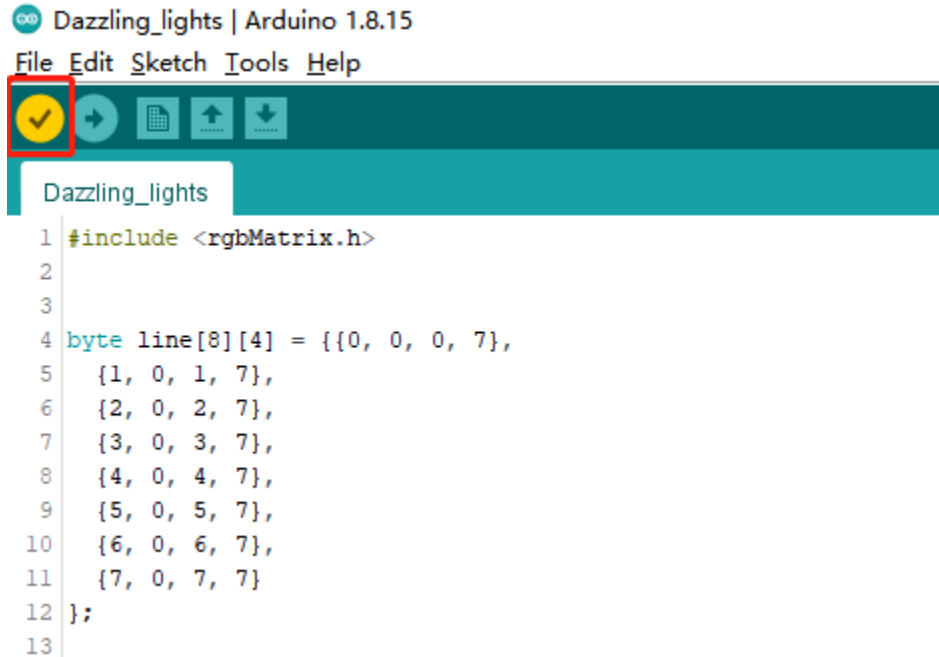 Dazzling_lights | Arduino 1.8.15
File Edit Sketch Tools Help
Dazzling_lights
1 #include <rgbMatrix.h>
2
3
4 byte line[8][4] = {{0, 0, 0, 7},
5   {1, 0, 1, 7},
6   {2, 0, 2, 7},
7   {3, 0, 3, 7},
8   {4, 0, 4, 7},
9   {5, 0, 5, 7},
10   {6, 0, 6, 7},
11   {7, 0, 7, 7}
12 };
13